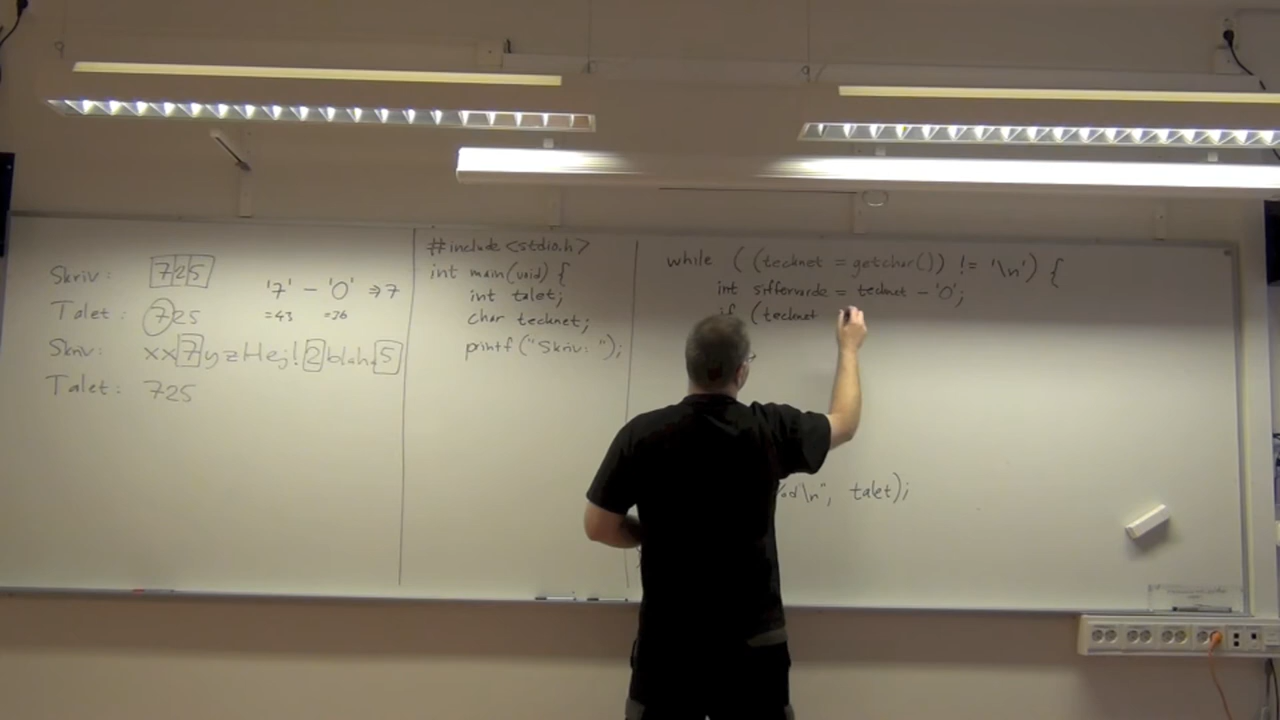 Skriv: 725
'7' - '0' ⇒ 7
=43 =36
Talet: 725
Skriv: xx7yzHej!2blah5
Talet: 725
#include <stdio.h>
int main(void) {
int talet;
char tecknet;
printf("Skriv: ");
while ((tecknet = getchar()) != '\n') {
int siffervarde = tecknet - '0';
if (tecknet
%d\n", talet);